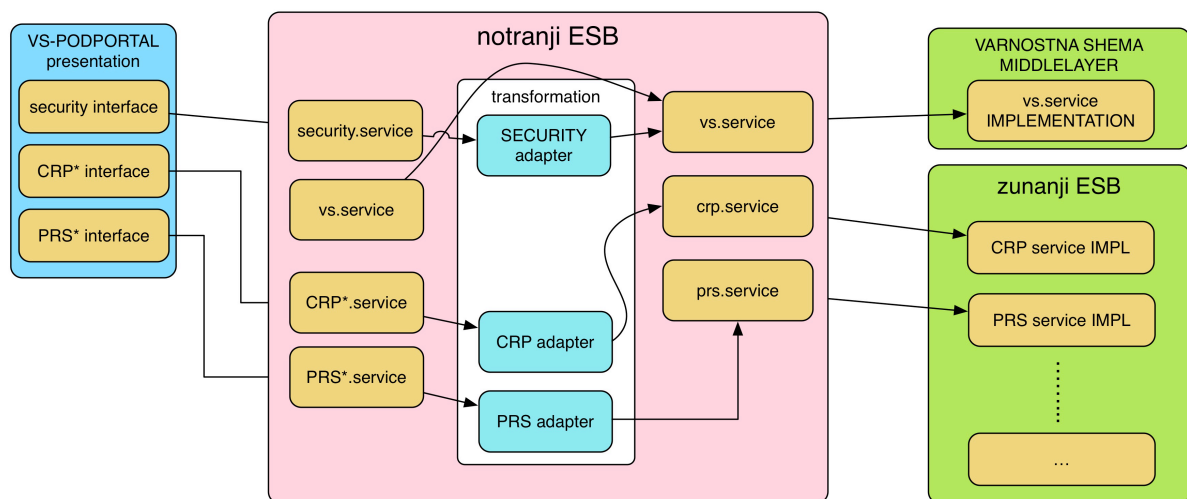 VS-PODPORTAL
presentation
security interface
CRP* interface
PRS* interface
notranji ESB
security.service
vs.service
CRP*.service
PRS*.service
transformation
SECURITY
adapter
CRP adapter
PRS adapter
vs.service
crp.service
prs.service
VARNOSTNA SHEMA
MIDDLELAYER
vs.service
IMPLEMENTATION
zunanji ESB
CRP service IMPL
PRS service IMPL
...